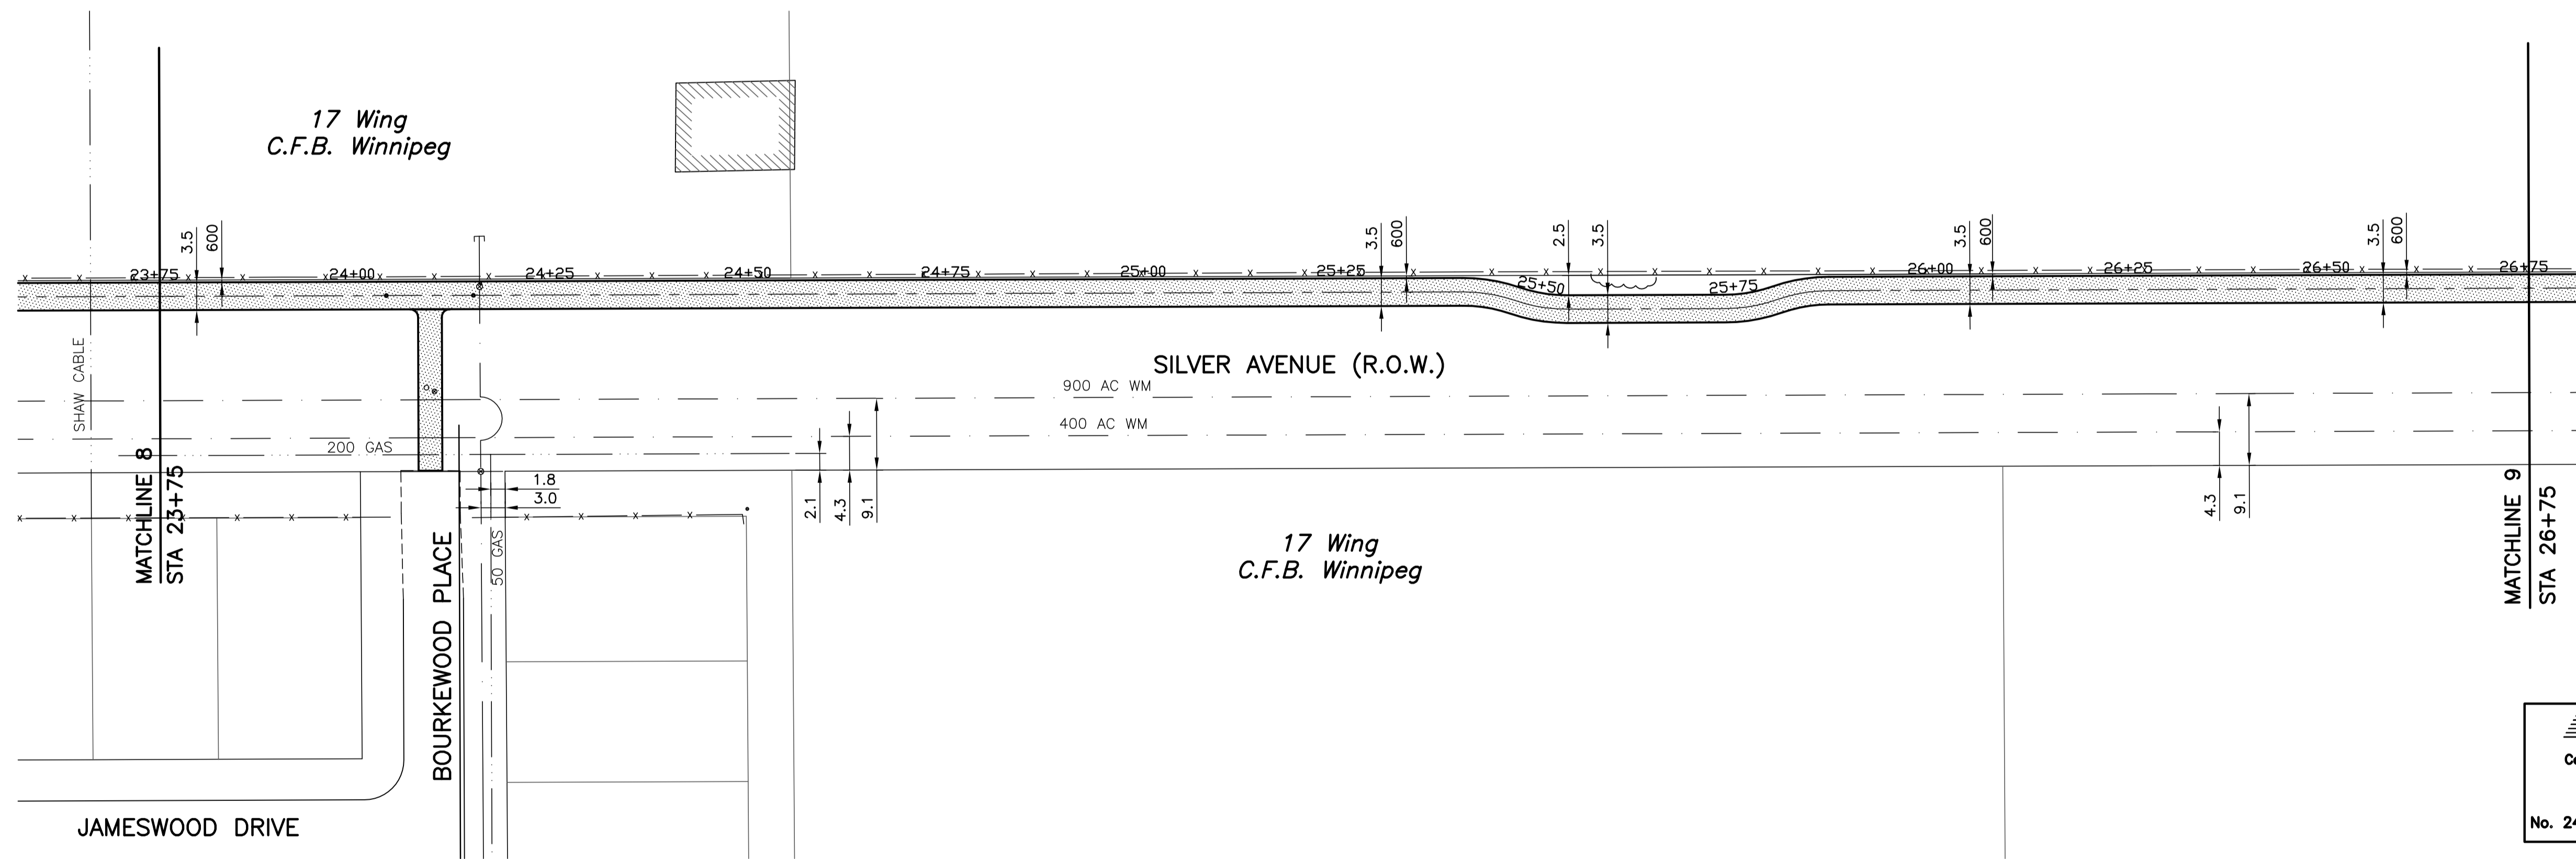 17 Wing
C.F.B. Winnipeg
3.5
600
3.5
600
2.5
3.5
3.5
600
3.5
600
23+75
24+00
24+25
24+50
24+75
25+00
25+25
25+50
25+75
26+00
26+25
26+50
26+75
SHAW CABLE
SILVER AVENUE (R.O.W.)
900 AC WM
400 AC WM
200 GAS
MATCHLINE 8
STA 23+75
1.8
3.0
2.1
4.3
9.1
4.3
9.1
MATCHLINE 9
STA 26+75
50 GAS
BOURKEWOOD PLACE
17 Wing
C.F.B. Winnipeg
JAMESWOOD DRIVE
No. 24